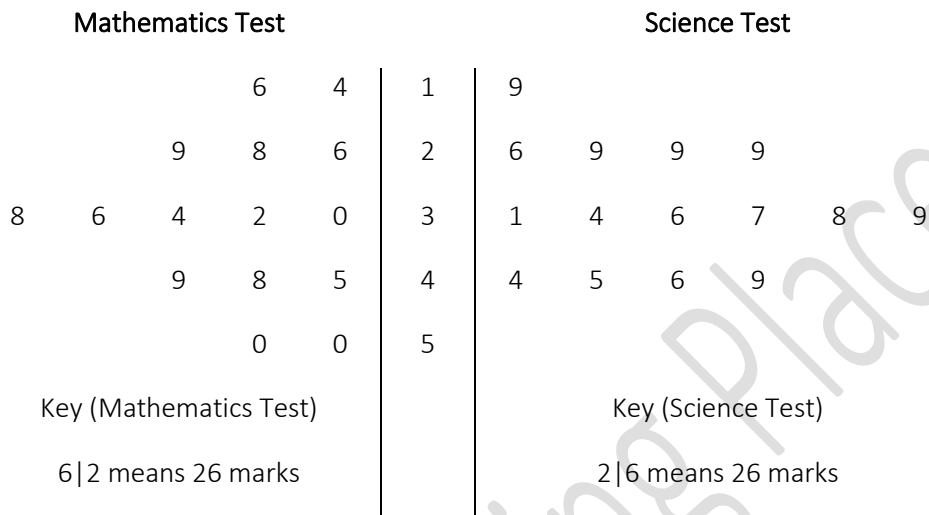 Mathematics Test Science Test
6 4 1 9
9 8 6 2 6 9 9 9
8 6 4 2 0 3 1 4 6 7 8 9
9 8 5 4 4 5 6 9
0 0 5
Key (Mathematics Test) Key (Science Test)
6|2 means 26 marks 2|6 means 26 marks
ing Place